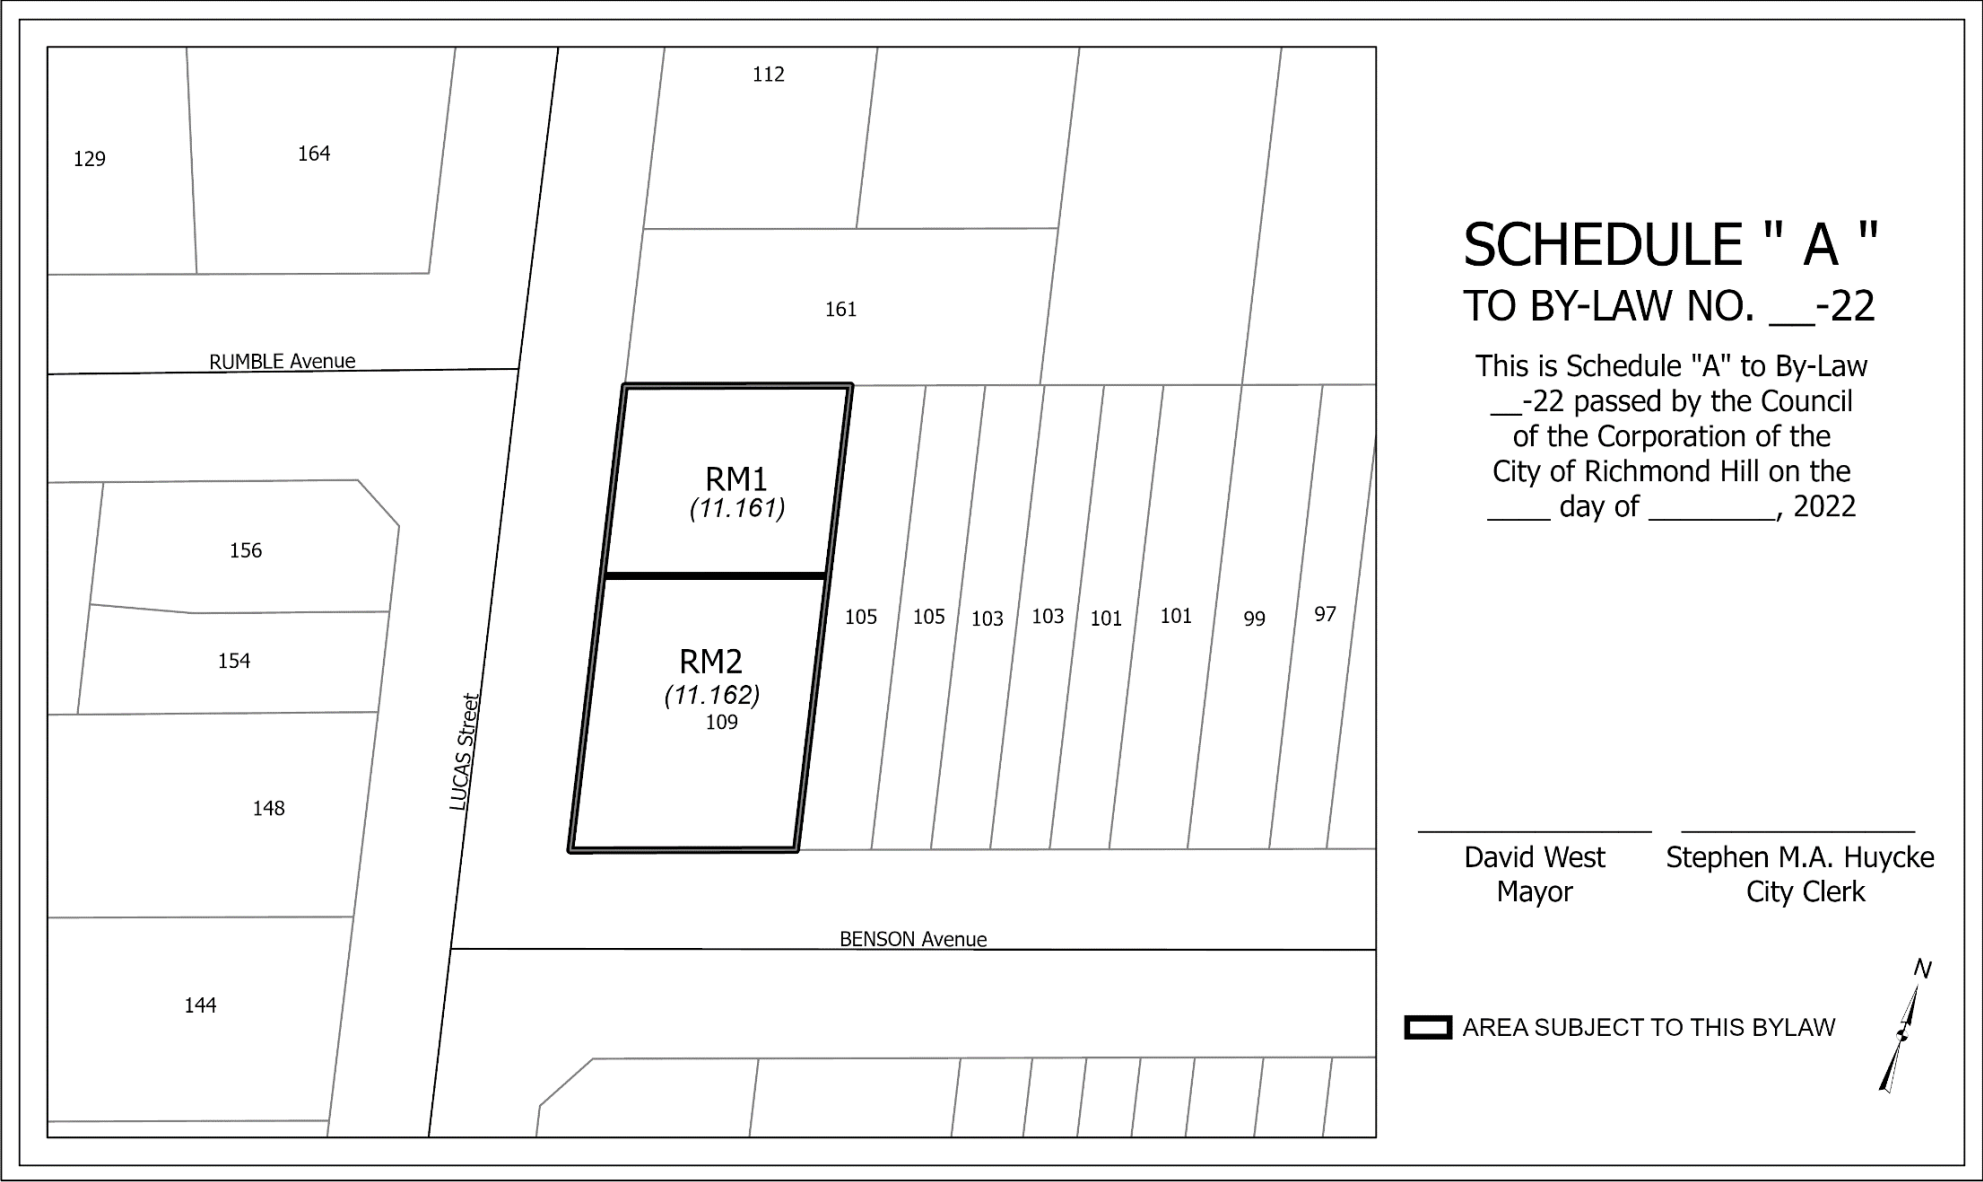 112
129
164
161
RUMBLE Avenue
RM1
(11.161)
156
154
105 105 103 103 101 101 99 97
RM2
(11.162)
109
LUCAS Street
148
BENSON Avenue
144
SCHEDULE " A "
TO BY-LAW NO. __-22
This is Schedule "A" to By-Law
__-22 passed by the Council
of the Corporation of the
City of Richmond Hill on the
____ day of ________, 2022
David West
Mayor
Stephen M.A. Huycke
City Clerk
N
AREA SUBJECT TO THIS BYLAW